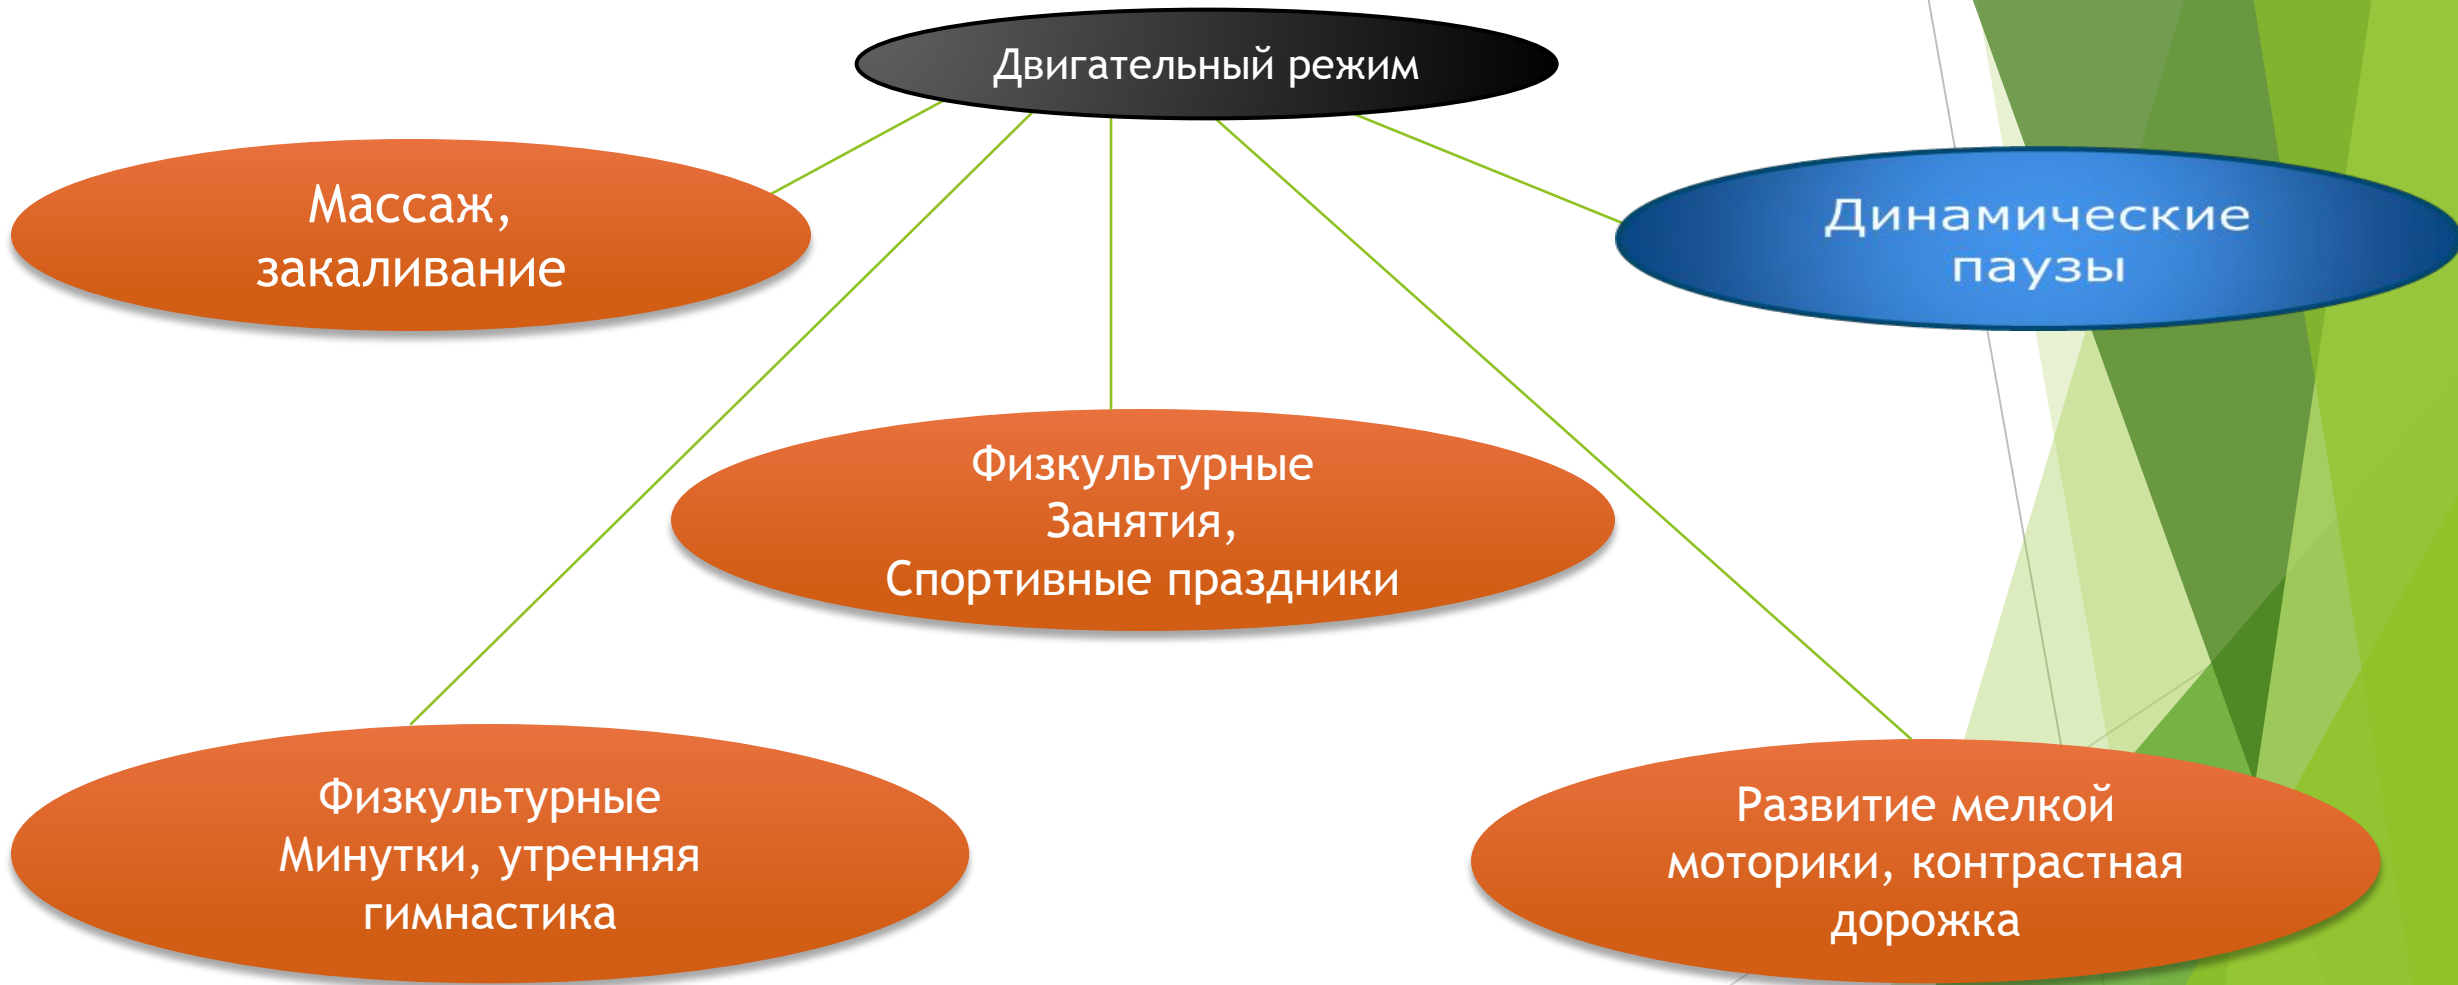 Двигательный режим
Массаж,
закаливание
Динамические
паузы
Физкультурные
Занятия,
Спортивные праздники
Физкультурные
Минутки, утренняя
гимнастика
Развитие мелкой
моторики, контрастная
дорожка